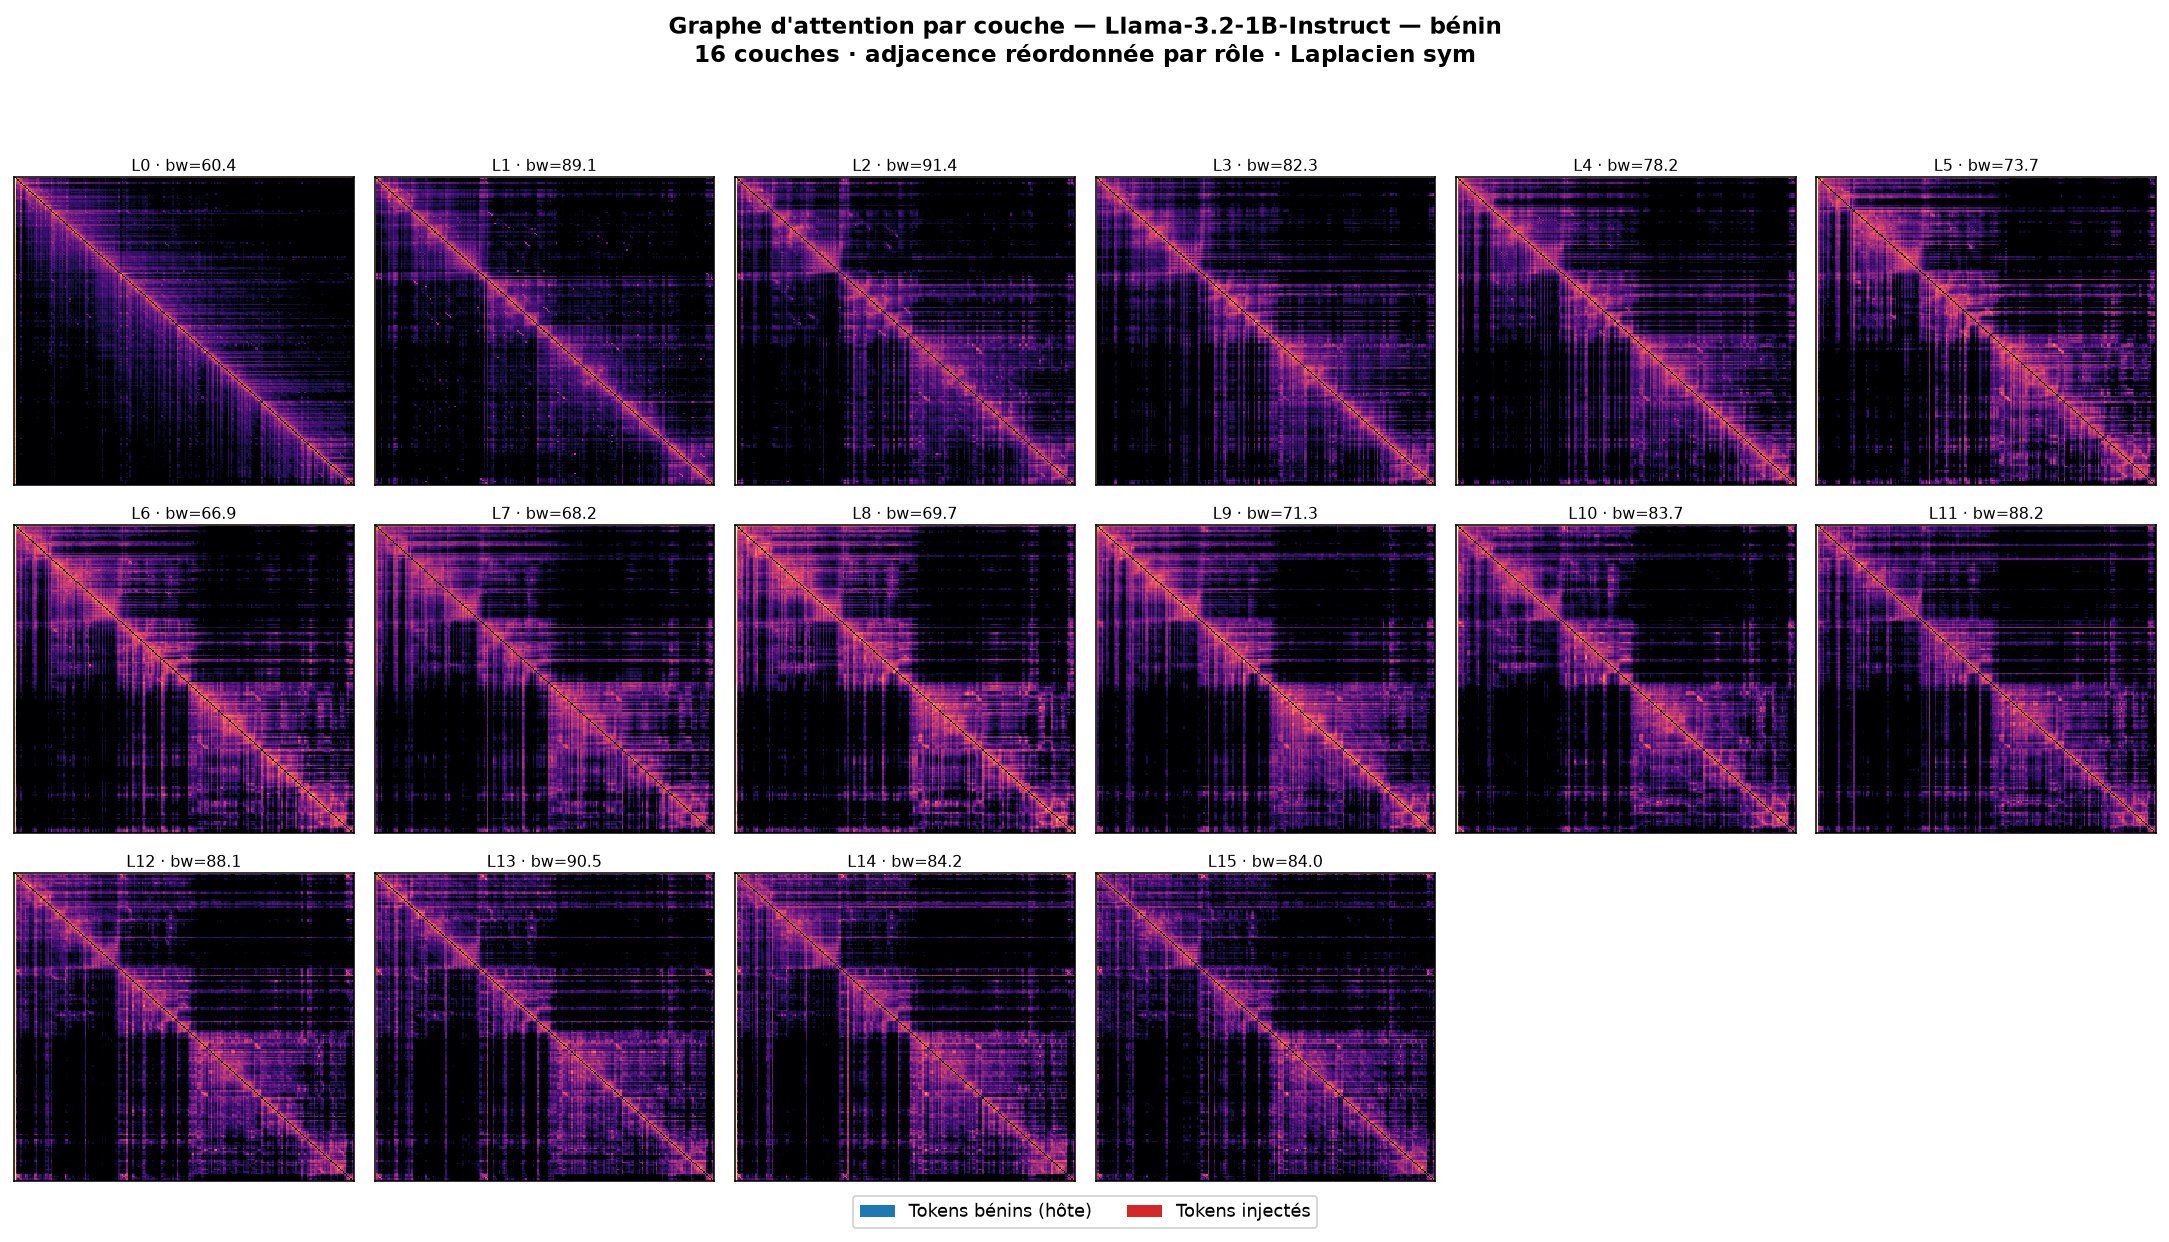 Graphe d'attention par couche — Llama-3.2-1B-Instruct — bénin
16 couches · adjacence réordonnée par rôle · Laplacien sym
L0 · bw=60.4
L1 · bw=89.1
L2 · bw=91.4
L3 · bw=82.3
L4 · bw=78.2
L5 · bw=73.7
L6 · bw=66.9
L7 · bw=68.2
L8 · bw=69.7
L9 · bw=71.3
L10 · bw=83.7
L11 · bw=88.2
L12 · bw=88.1
L13 · bw=90.5
L14 · bw=84.2
L15 · bw=84.0
Tokens bénins (hôte)
Tokens injectés